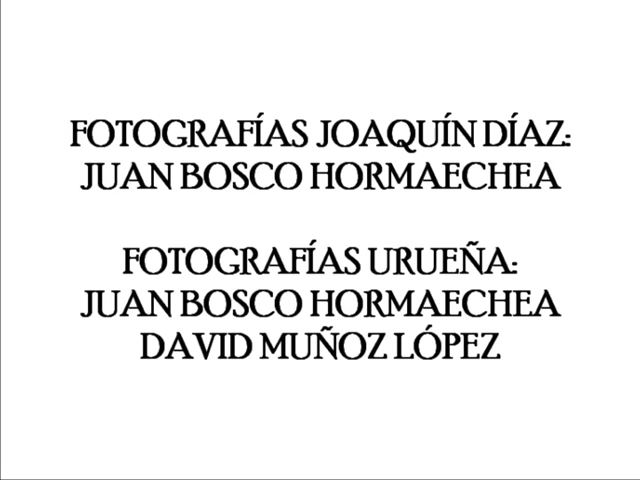 FOTOGRAFÍAS JOAQUÍN DÍAZ:
JUAN BOSCO HORMAECHEA
FOTOGRAFÍAS URUEÑA:
JUAN BOSCO HORMAECHEA
DAVID MUÑOZ LÓPEZ